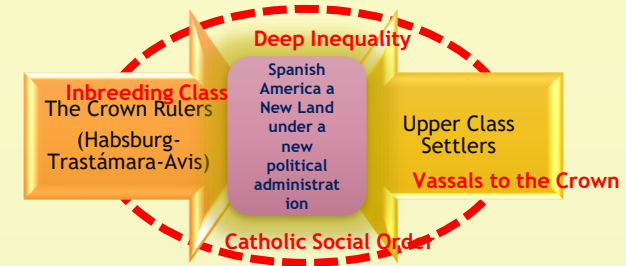 Deep Inequality
Inbreeding Class
The Crown Rulers
(Habsburg-
Trastámara-Avis)
Spanish
America a
New Land
under a
new
political
administrat
ion
Upper Class
Settlers
Vassals to the Crown
Catholic Social Order